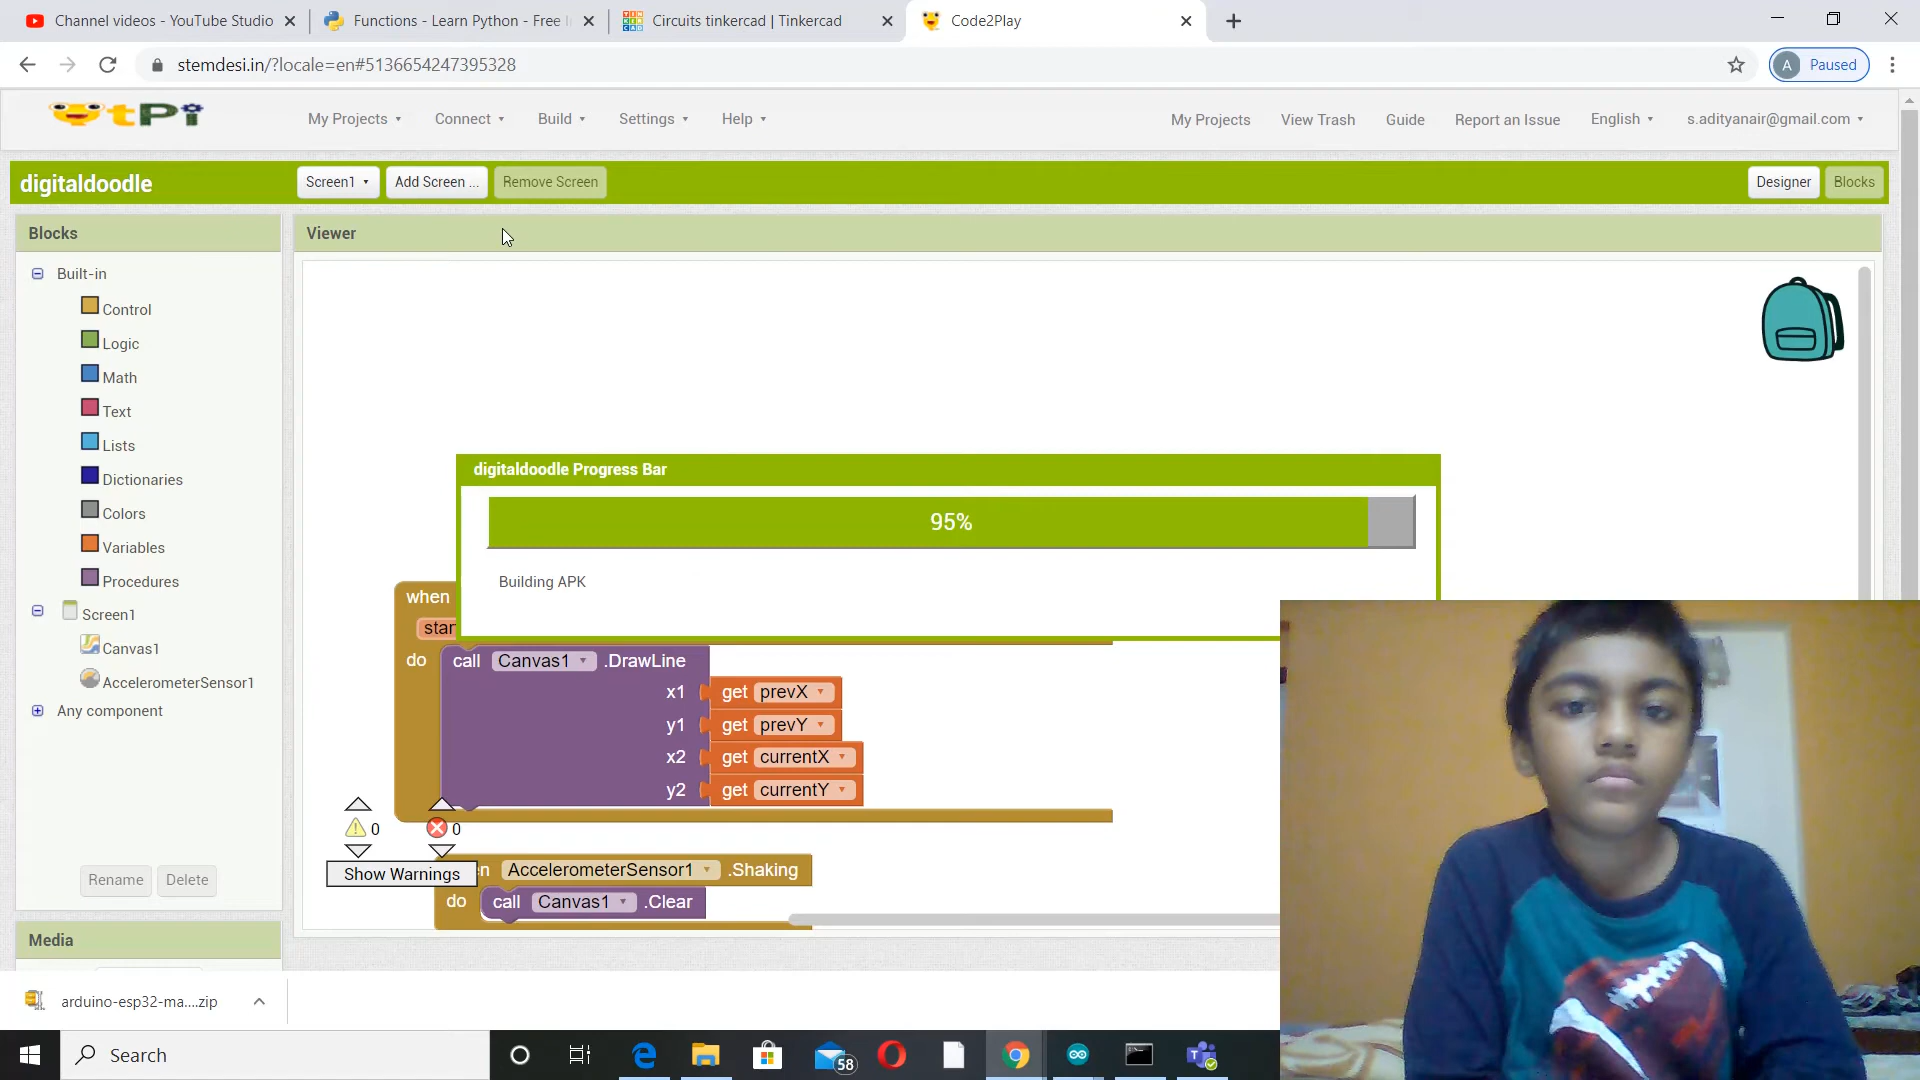 Channel videos - YouTube Studio
Functions - Learn Python - Free
Circuits tinkercad | Tinkercad
Code2Play
stemdesi.in/?locale=en#5136654247395328
A Paused
tPi
My Projects
Connect
Build
Settings
Help
My Projects
View Trash
Guide
Report an Issue
English
s.adityanair@gmail.com
digitaldoodle
Screen1
Add Screen ...
Remove Screen
Designer
Blocks
Blocks
Viewer
Built-in
Control
Logic
Math
Text
Lists
Dictionaries
Colors
Variables
Procedures
Screen1
Canvas1
AccelerometerSensor1
Any component
Rename
Delete
Media
digitaldoodle Progress Bar
95%
Building APK
when
star
do
call Canvas1 .DrawLine
x1 get prevX
y1 get prevY
x2 get currentX
y2 get currentY
0
0
Show Warnings
n AccelerometerSensor1 .Shaking
do call Canvas1 .Clear
arduino-esp32-ma....zip
Search
58